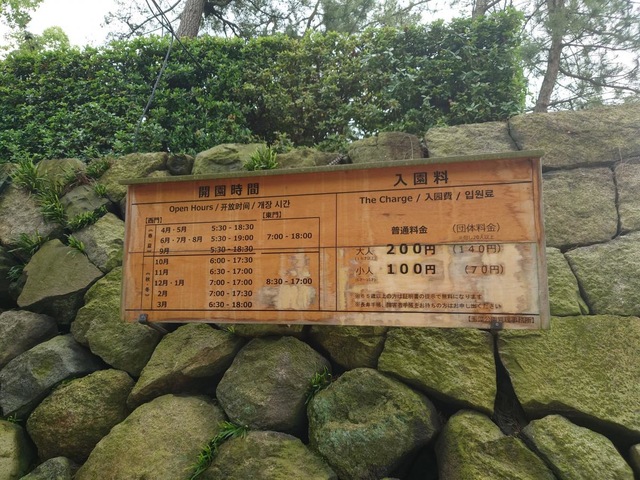 開園時間
Open Hours / 开放时间 / 개장 시간
[西門] [東門]
4月・5月 5:30 - 18:30
6月・7月・8月 5:30 - 19:00 7:00 - 18:00
9月 5:30 - 18:30
10月 6:00 - 17:30
11月 6:30 - 17:00
12月・1月 7:00 - 17:00 8:30 - 17:00
2月 7:00 - 17:30
3月 6:30 - 18:00
入園料
The Charge / 入园费 / 입원료
普通料金 (団体料金)
大人 200円 (140円)
小人 100円 (70円)